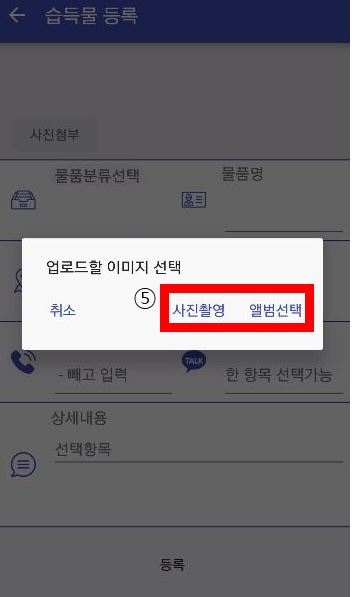 ← 습득물 등록
사진첨부
물품분류선택 물품명
업로드할 이미지 선택
취소 ⑤ 사진촬영 앨범선택
- 빼고 입력 TALK 한 항목 선택가능
상세내용
선택항목
등록